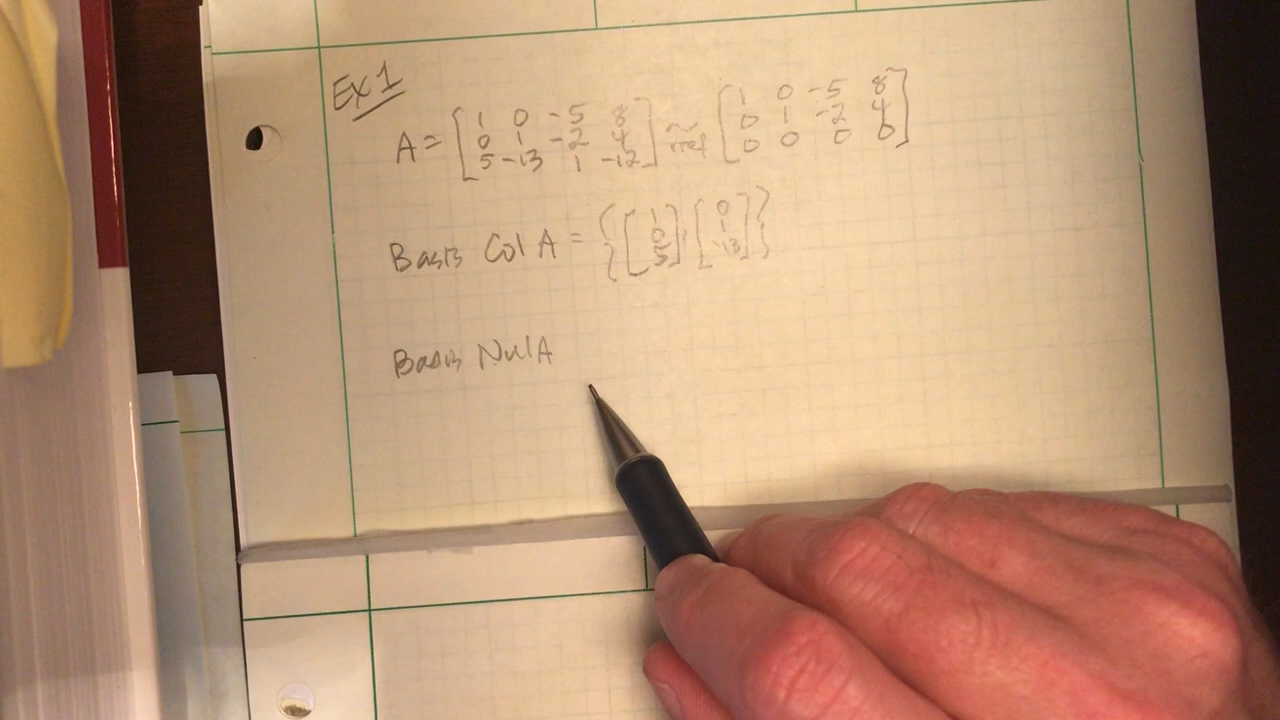 Ex 1
A = [ 1 0 -5 8 ; 0 1 -2 4 ; 5 -13 1 -12 ] ~ rref [ 1 0 -5 8 ; 0 1 -2 4 ; 0 0 0 0 ]
Basis Col A = { [ 1 ; 0 ; 5 ] , [ 0 ; 1 ; -13 ] }
Basis Nul A